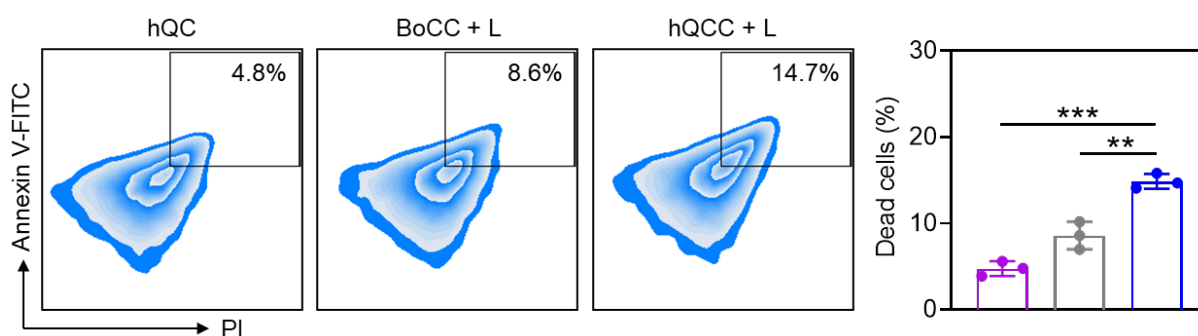 hQC
BoCC + L
hQCC + L
4.8%
8.6%
14.7%
Annexin V-FITC
PI
Dead cells (%)
30
20
10
0
***
**